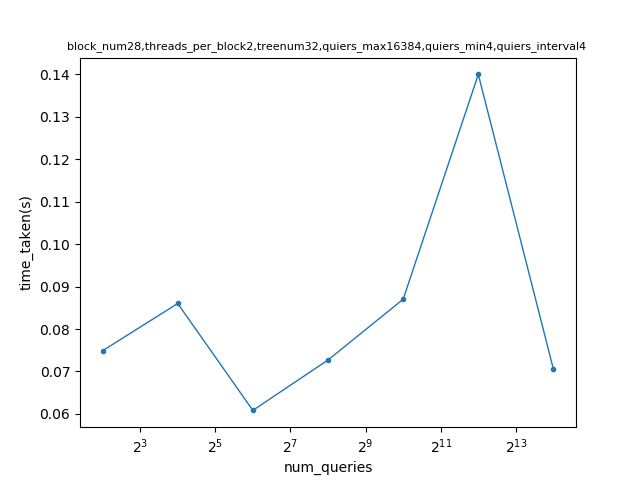 block_num28,threads_per_block2,treenum32,quiers_max16384,quiers_min4,quiers_interval4
0.14
0.13
0.12
0.11
0.10
0.09
0.08
0.07
0.06
time_taken(s)
2^3 2^5 2^7 2^9 2^11 2^13
num_queries